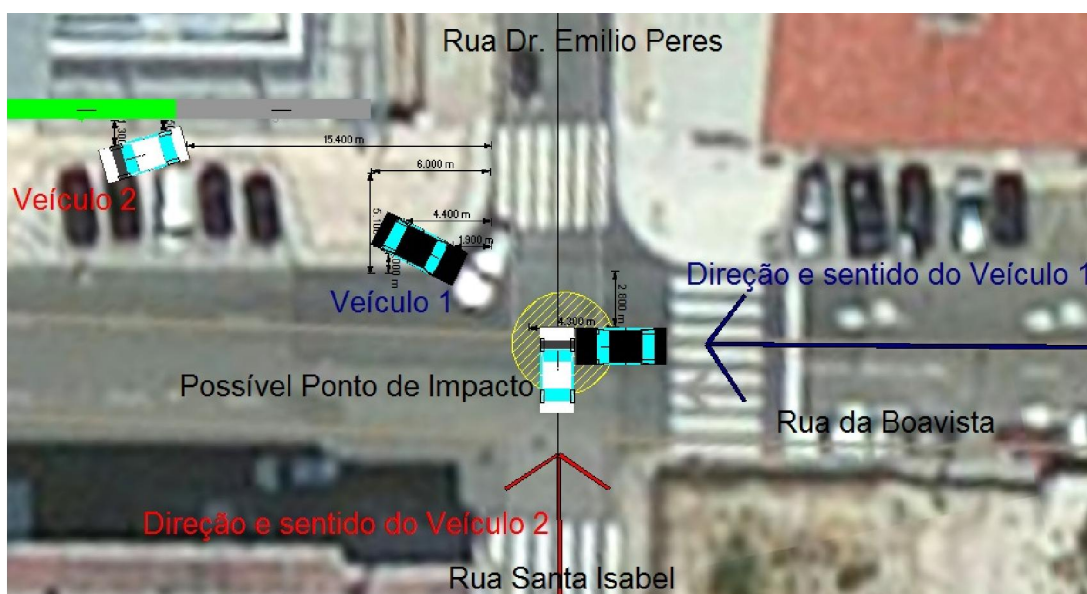 Rua Dr. Emilio Peres
15.400 m
6.000 m
Veículo 2
4.400 m
1.900 m
Direção e sentido do Veículo 1
Veículo 1
2.800 m
4.300 m
Possível Ponto de Impacto
Rua da Boavista
Direção e sentido do Veículo 2
Rua Santa Isabel